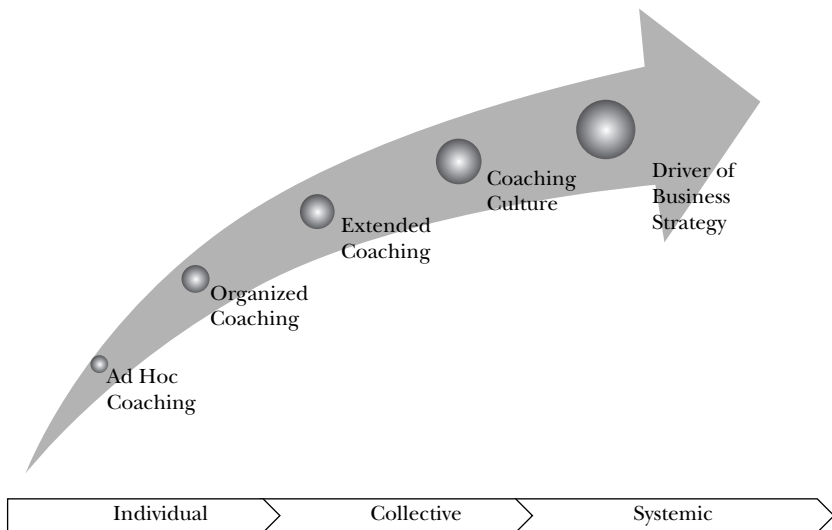 Driver of
Business
Strategy
Coaching
Culture
Extended
Coaching
Organized
Coaching
Ad Hoc
Coaching
Individual
Collective
Systemic